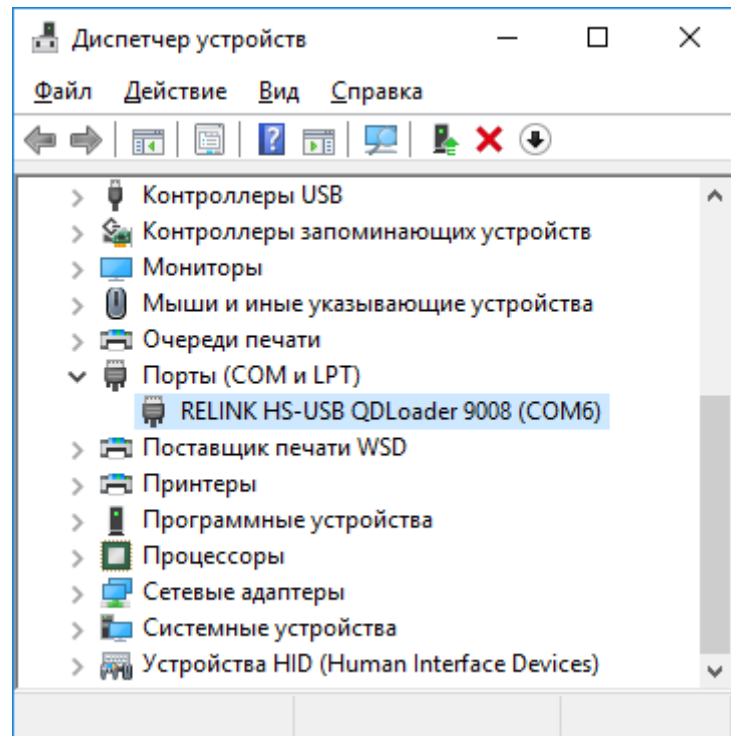 Диспетчер устройств
Файл Действие Вид Справка
Контроллеры USB
Контроллеры запоминающих устройств
Мониторы
Мыши и иные указывающие устройства
Очереди печати
Порты (COM и LPT)
RELINK HS-USB QDLoader 9008 (COM6)
Поставщик печати WSD
Принтеры
Программные устройства
Процессоры
Сетевые адаптеры
Системные устройства
Устройства HID (Human Interface Devices)